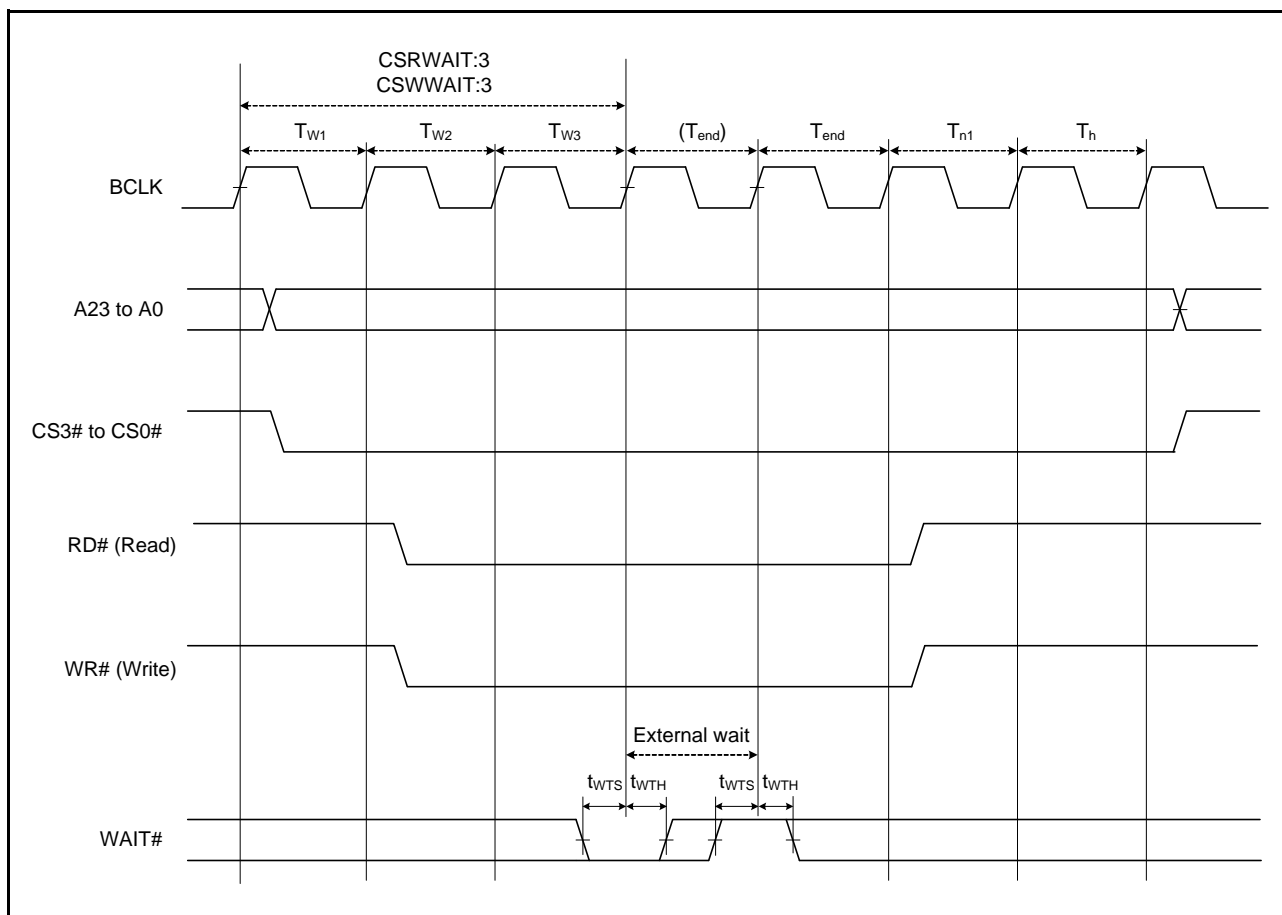 CSRWAIT:3
CSWWAIT:3
TW1 TW2 TW3 (Tend) Tend Tn1 Th
BCLK
A23 to A0
CS3# to CS0#
RD# (Read)
WR# (Write)
External wait
tWTS tWTH tWTS tWTH
WAIT#